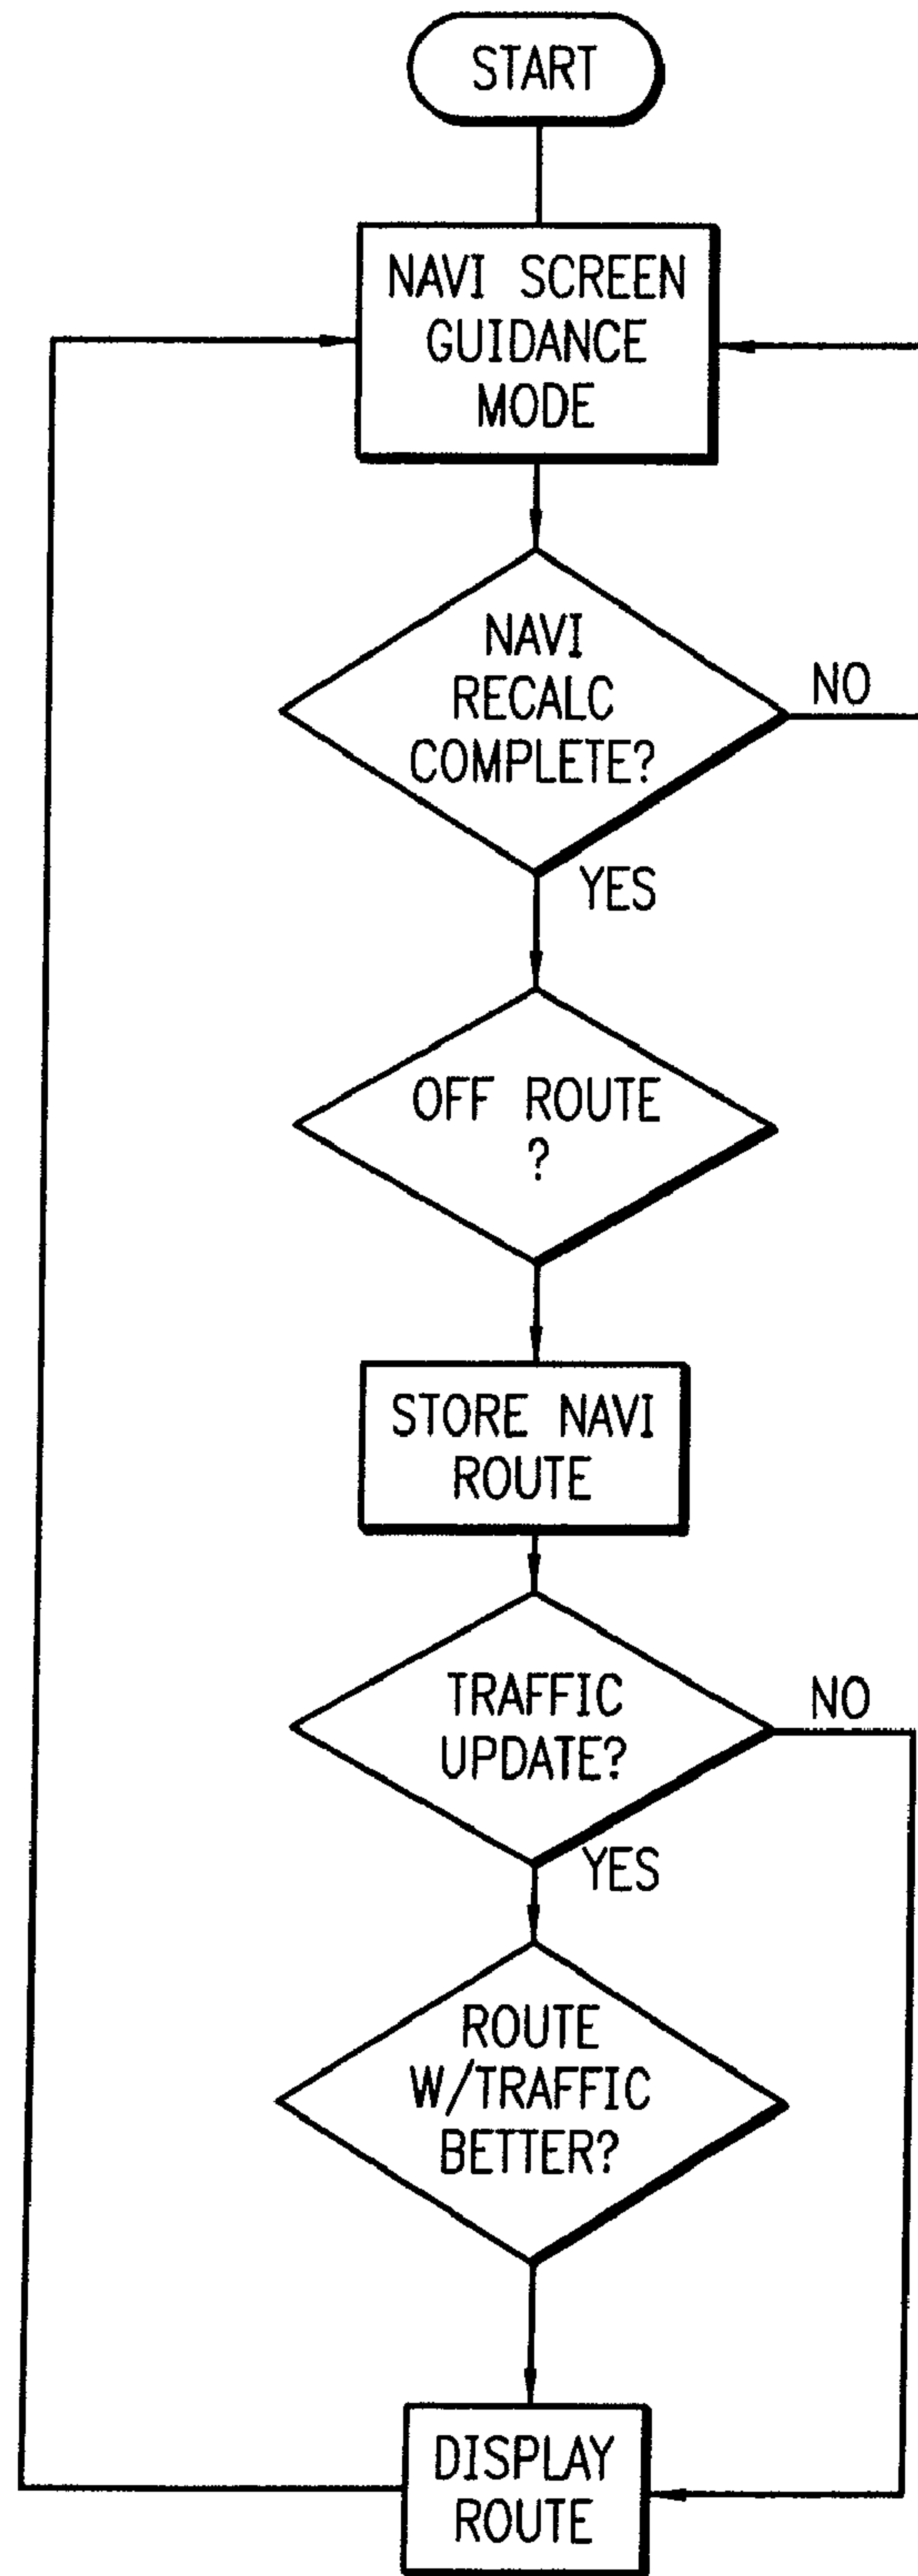 START
NAVI SCREEN
GUIDANCE
MODE
NAVI
RECALC
COMPLETE?
NO
YES
OFF ROUTE
?
STORE NAVI
ROUTE
TRAFFIC
UPDATE?
NO
YES
ROUTE
W/TRAFFIC
BETTER?
DISPLAY
ROUTE